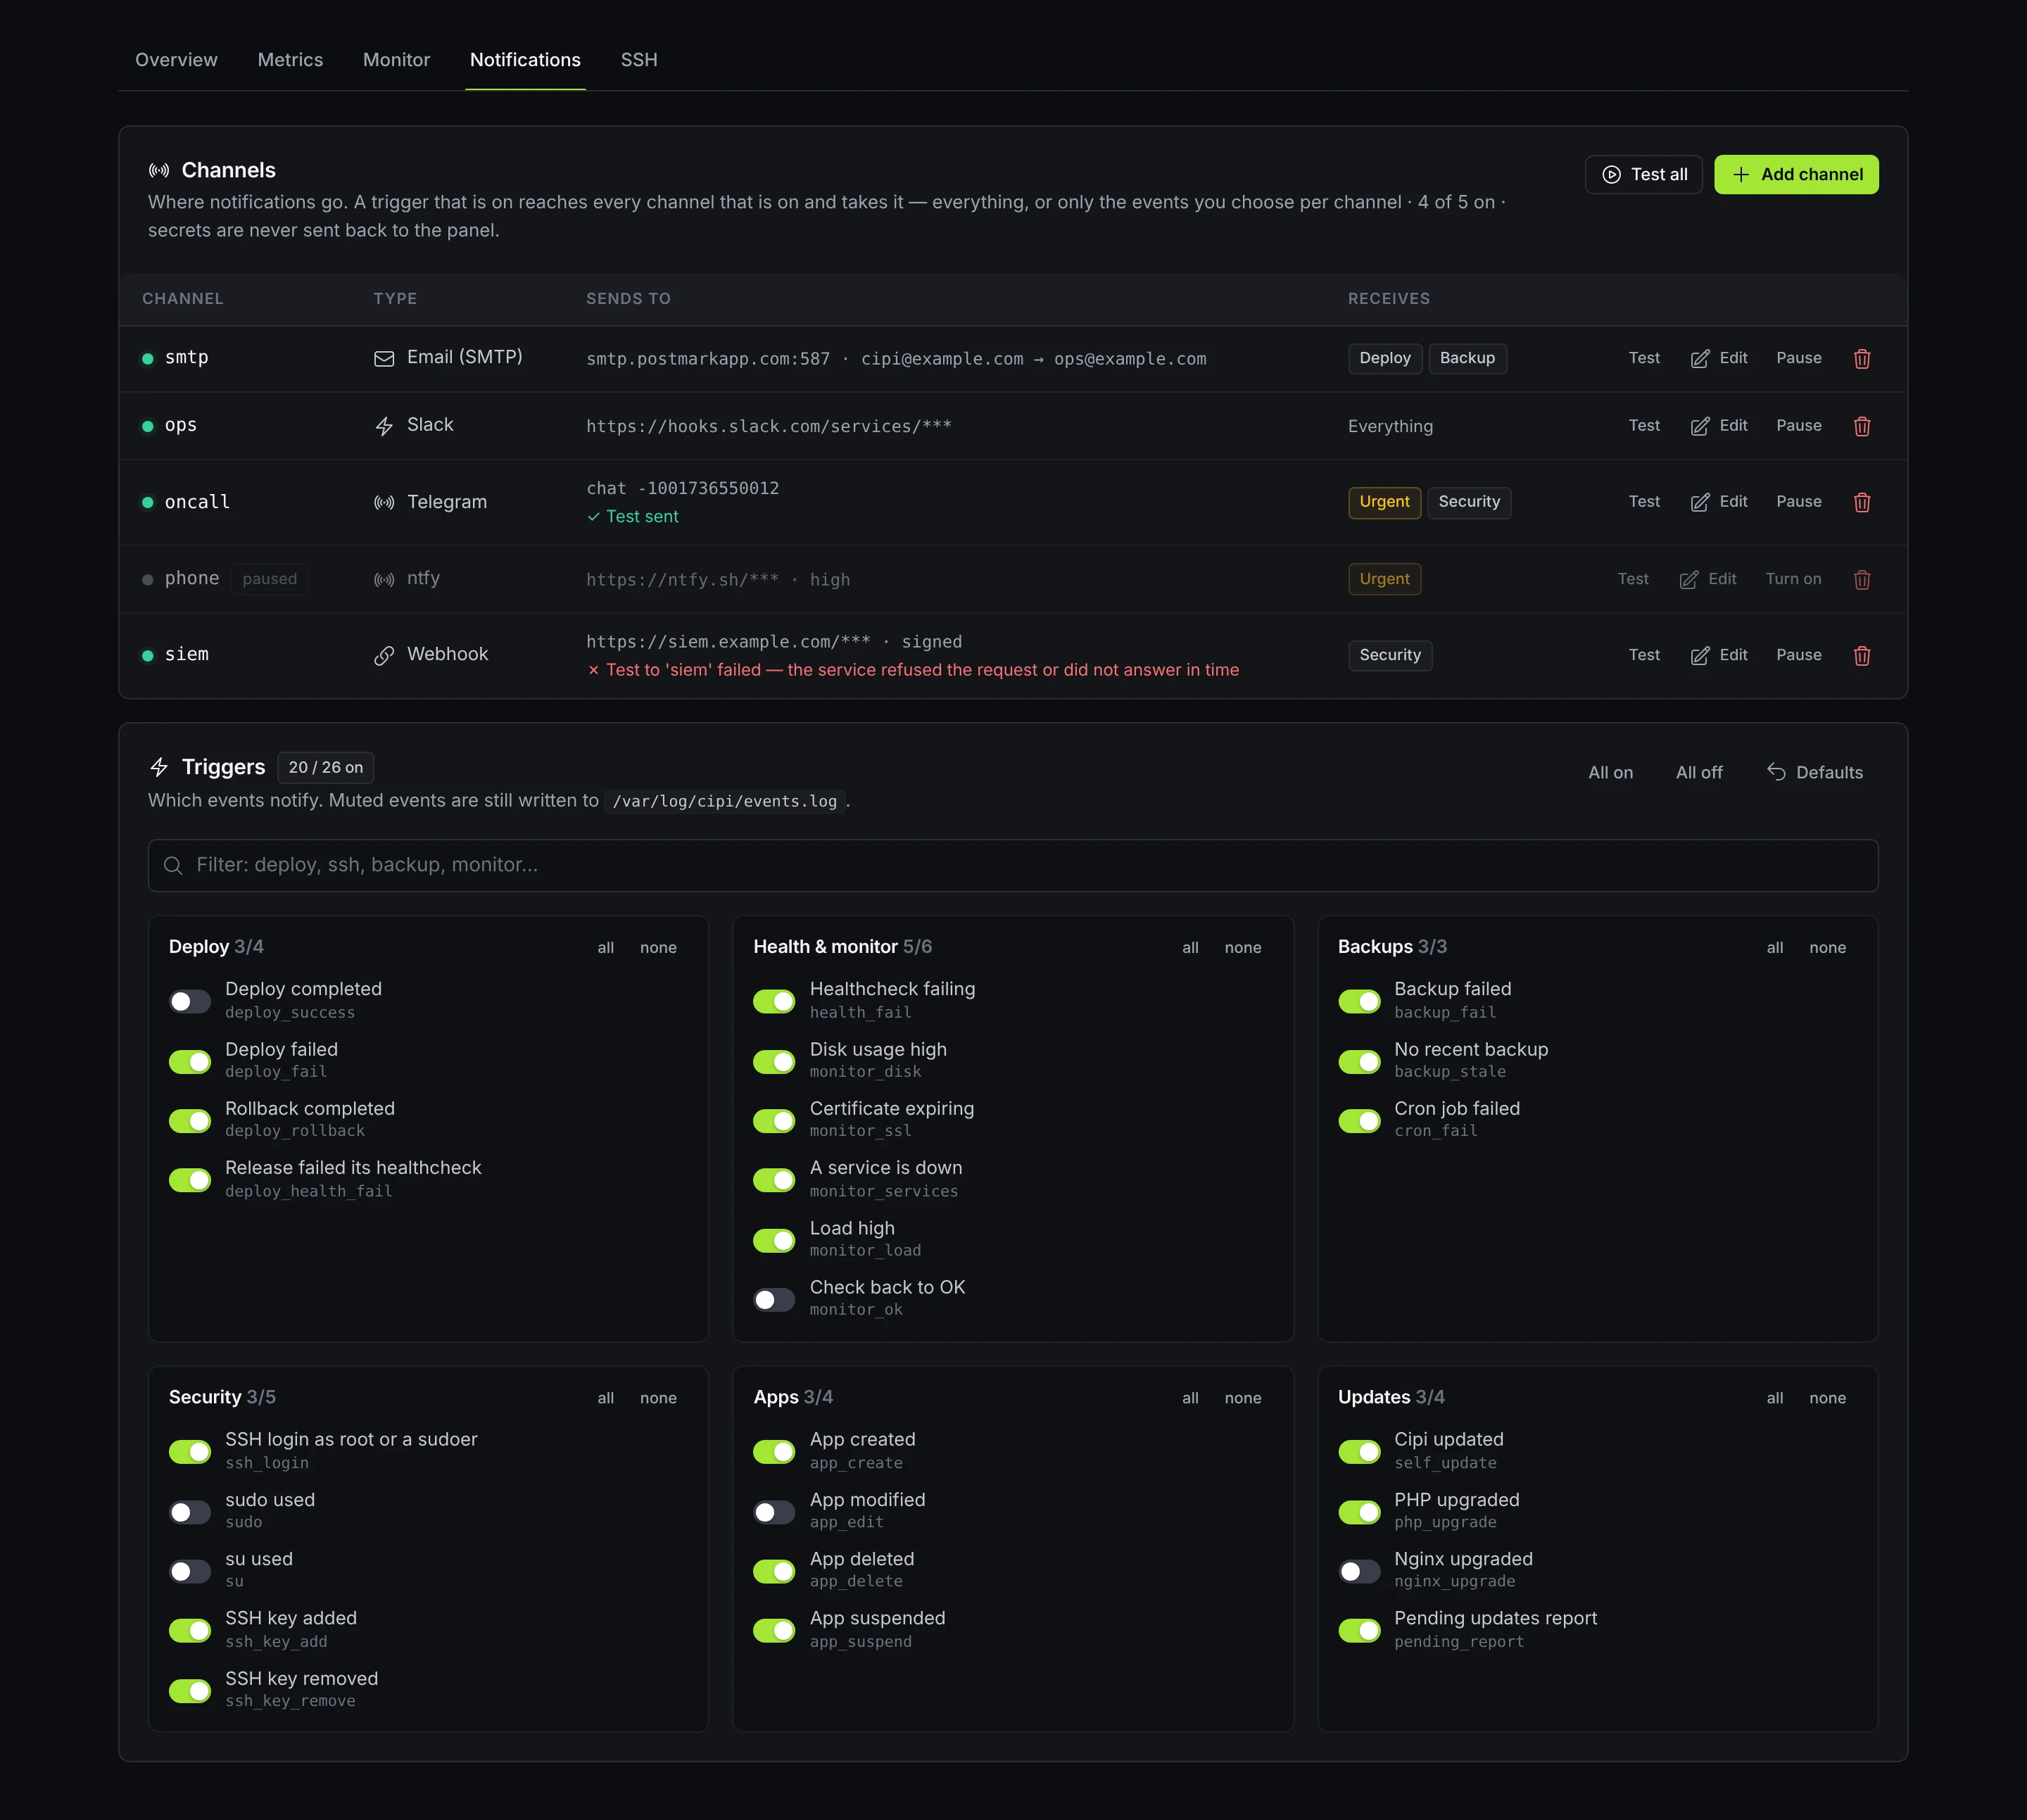 Overview Metrics Monitor Notifications SSH
Channels
Test all Add channel
Where notifications go. A trigger that is on reaches every channel that is on and takes it — everything, or only the events you choose per channel · 4 of 5 on ·
secrets are never sent back to the panel.
CHANNEL TYPE SENDS TO RECEIVES
smtp Email (SMTP) smtp.postmarkapp.com:587 · cipi@example.com → ops@example.com Deploy Backup Test Edit Pause
ops Slack https://hooks.slack.com/services/*** Everything Test Edit Pause
oncall Telegram chat -1001736550012 Urgent Security Test Edit Pause
✓ Test sent
phone paused ntfy https://ntfy.sh/*** · high Urgent Test Edit Turn on
siem Webhook https://siem.example.com/*** · signed Security Test Edit Pause
× Test to 'siem' failed — the service refused the request or did not answer in time
Triggers 20 / 26 on
All on All off Defaults
Which events notify. Muted events are still written to /var/log/cipi/events.log.
Filter: deploy, ssh, backup, monitor...
Deploy 3/4 all none
Deploy completed
deploy_success
Deploy failed
deploy_fail
Rollback completed
deploy_rollback
Release failed its healthcheck
deploy_health_fail
Health & monitor 5/6 all none
Healthcheck failing
health_fail
Disk usage high
monitor_disk
Certificate expiring
monitor_ssl
A service is down
monitor_services
Load high
monitor_load
Check back to OK
monitor_ok
Backups 3/3 all none
Backup failed
backup_fail
No recent backup
backup_stale
Cron job failed
cron_fail
Security 3/5 all none
SSH login as root or a sudoer
ssh_login
sudo used
sudo
su used
su
SSH key added
ssh_key_add
SSH key removed
ssh_key_remove
Apps 3/4 all none
App created
app_create
App modified
app_edit
App deleted
app_delete
App suspended
app_suspend
Updates 3/4 all none
Cipi updated
self_update
PHP upgraded
php_upgrade
Nginx upgraded
nginx_upgrade
Pending updates report
pending_report